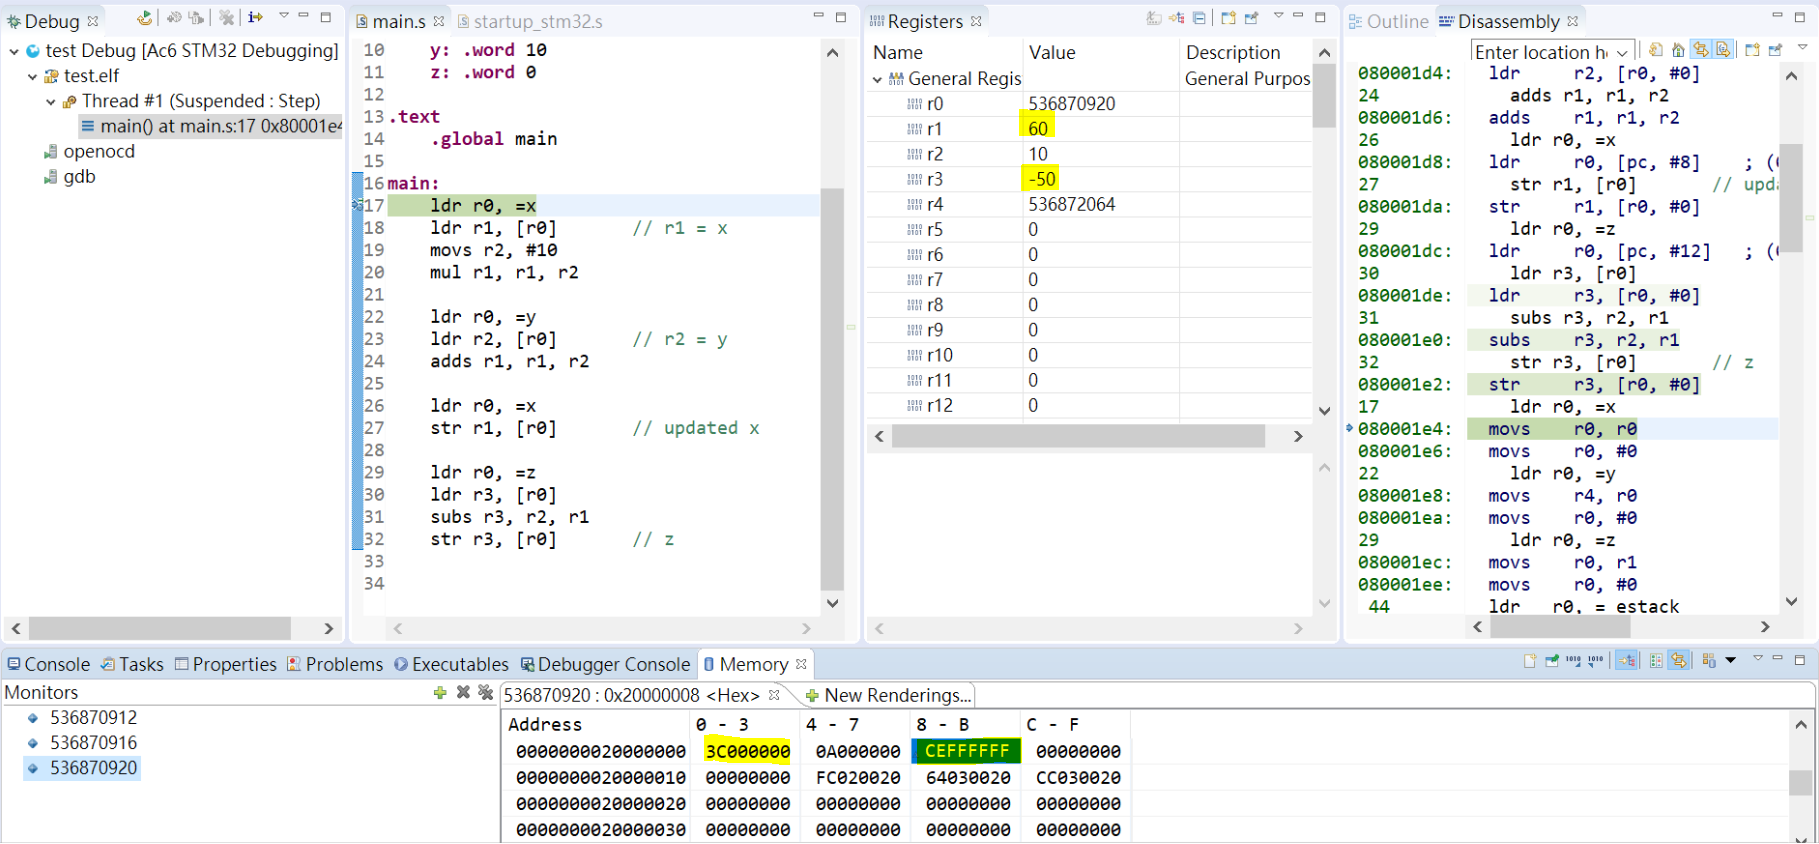 Debug
test Debug [Ac6 STM32 Debugging]
test.elf
Thread #1 (Suspended : Step)
main() at main.s:17 0x80001e4
openocd
gdb
main.s
startup_stm32.s
10 y: .word 10
11 z: .word 0
12
13 .text
14 .global main
15
16 main:
17 ldr r0, =x
18 ldr r1, [r0] // r1 = x
19 movs r2, #10
20 mul r1, r1, r2
21
22 ldr r0, =y
23 ldr r2, [r0] // r2 = y
24 adds r1, r1, r2
25
26 ldr r0, =x
27 str r1, [r0] // updated x
28
29 ldr r0, =z
30 ldr r3, [r0]
31 subs r3, r2, r1
32 str r3, [r0] // z
33
34
Registers
Name Value Description
General Regis General Purpos
r0 536870920
r1 60
r2 10
r3 -50
r4 536872064
r5 0
r6 0
r7 0
r8 0
r9 0
r10 0
r11 0
r12 0
Outline Disassembly
Enter location h
080001d4: ldr r2, [r0, #0]
24 adds r1, r1, r2
080001d6: adds r1, r1, r2
26 ldr r0, =x
080001d8: ldr r0, [pc, #8] ; (
27 str r1, [r0] // upd
080001da: str r1, [r0, #0]
29 ldr r0, =z
080001dc: ldr r0, [pc, #12] ; (
30 ldr r3, [r0]
080001de: ldr r3, [r0, #0]
31 subs r3, r2, r1
080001e0: subs r3, r2, r1
32 str r3, [r0] // z
080001e2: str r3, [r0, #0]
17 ldr r0, =x
080001e4: movs r0, r0
080001e6: movs r0, #0
22 ldr r0, =y
080001e8: movs r4, r0
080001ea: movs r0, #0
29 ldr r0, =z
080001ec: movs r0, r1
080001ee: movs r0, #0
44 ldr r0, = estack
Console Tasks Properties Problems Executables Debugger Console Memory
Monitors
536870912
536870916
536870920
536870920 : 0x20000008 <Hex> New Renderings...
Address 0 - 3 4 - 7 8 - B C - F
0000000020000000 3C000000 0A000000 CEFFFFFF 00000000
0000000020000010 00000000 FC020020 64030020 CC030020
0000000020000020 00000000 00000000 00000000 00000000
0000000020000030 00000000 00000000 00000000 00000000